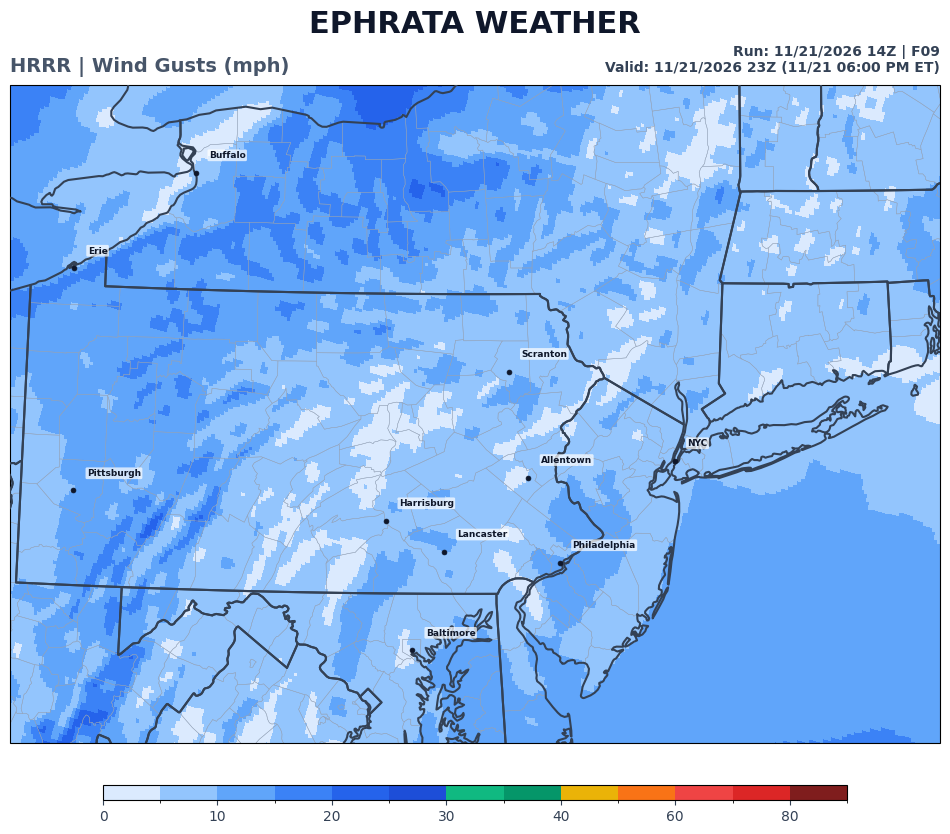 EPHRATA WEATHER
HRRR | Wind Gusts (mph)
Run: 11/21/2026 14Z | F09
Valid: 11/21/2026 23Z (11/21 06:00 PM ET)
Buffalo
Erie
Scranton
NYC
Allentown
Pittsburgh
Harrisburg
Lancaster
Philadelphia
Baltimore
0 10 20 30 40 50 60 70 80